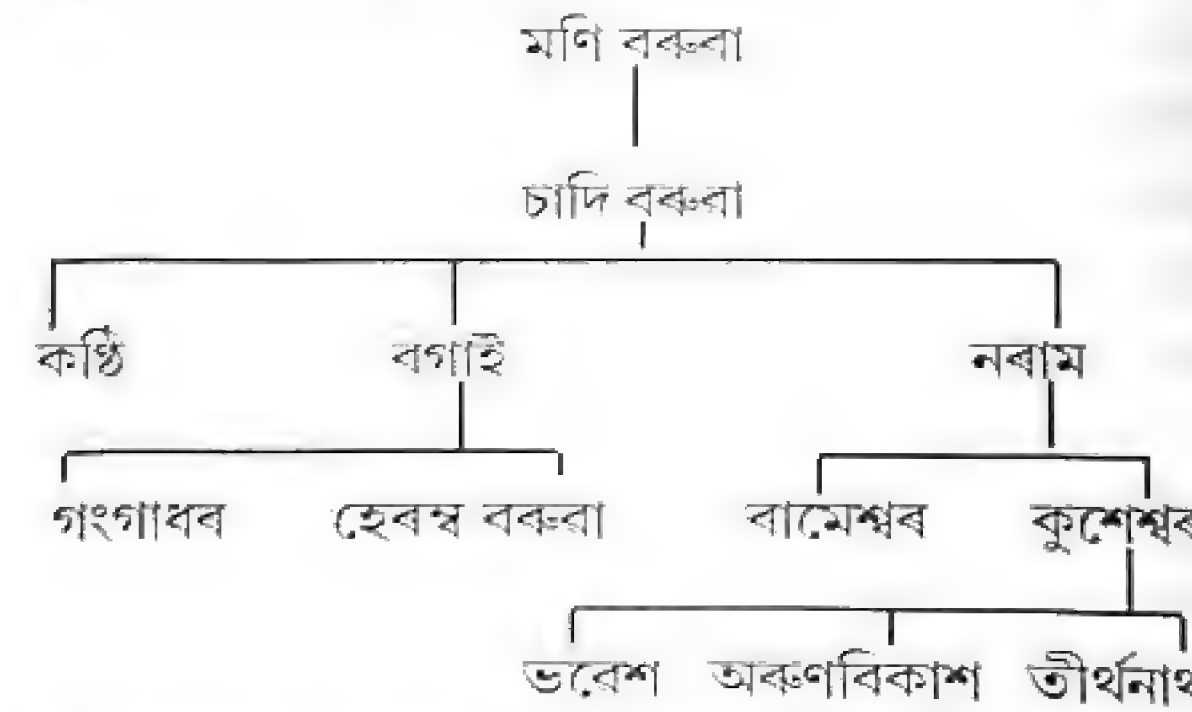 মণি বৰুৱা
চাদি বৰুৱা
কণ্ঠি বগাই নৰাম
গংগাধৰ হেৰম্ব বৰুৱা ৰামেশ্বৰ কুশেশ্বৰ
ভবেশ অৰুণবিকাশ তীৰ্থনাথ